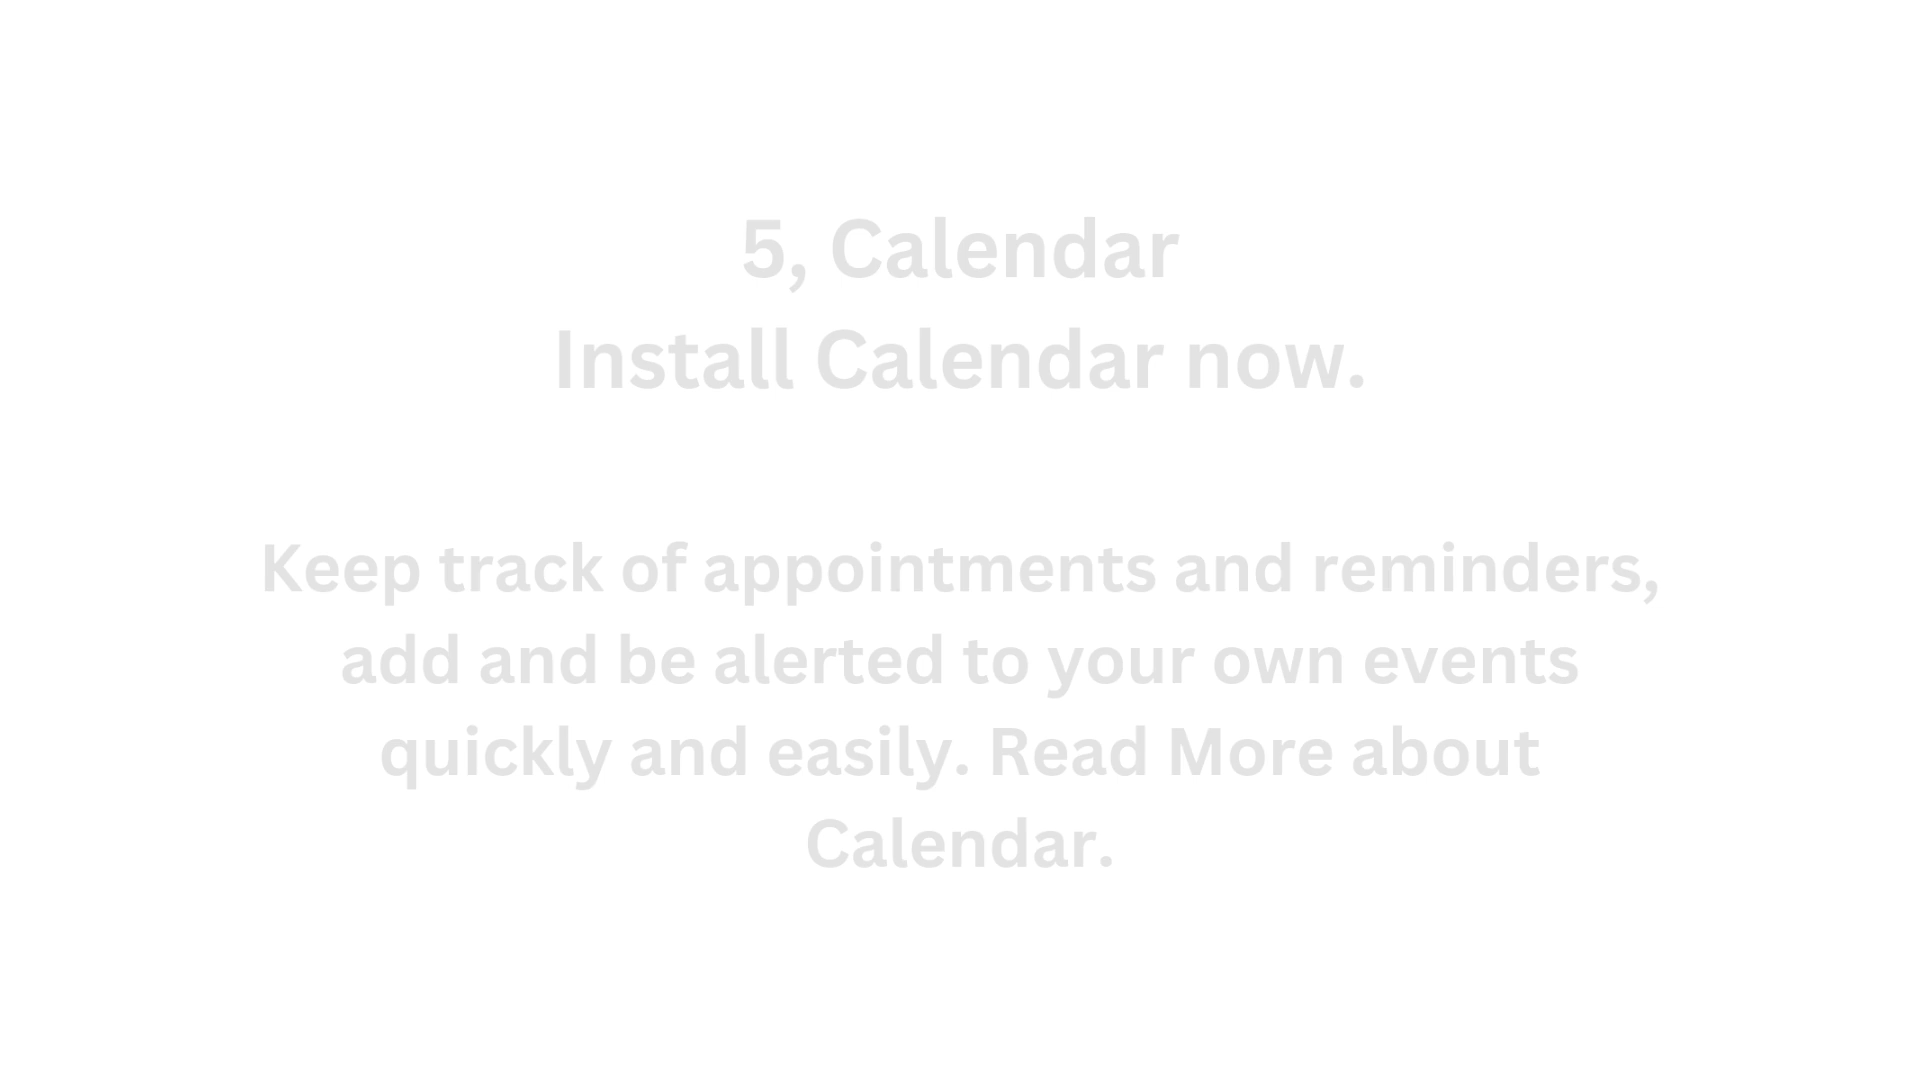 5, Calendar
Install Calendar now.
Keep track of appointments and reminders,
add and be alerted to your own events
quickly and easily. Read More about
Calendar.